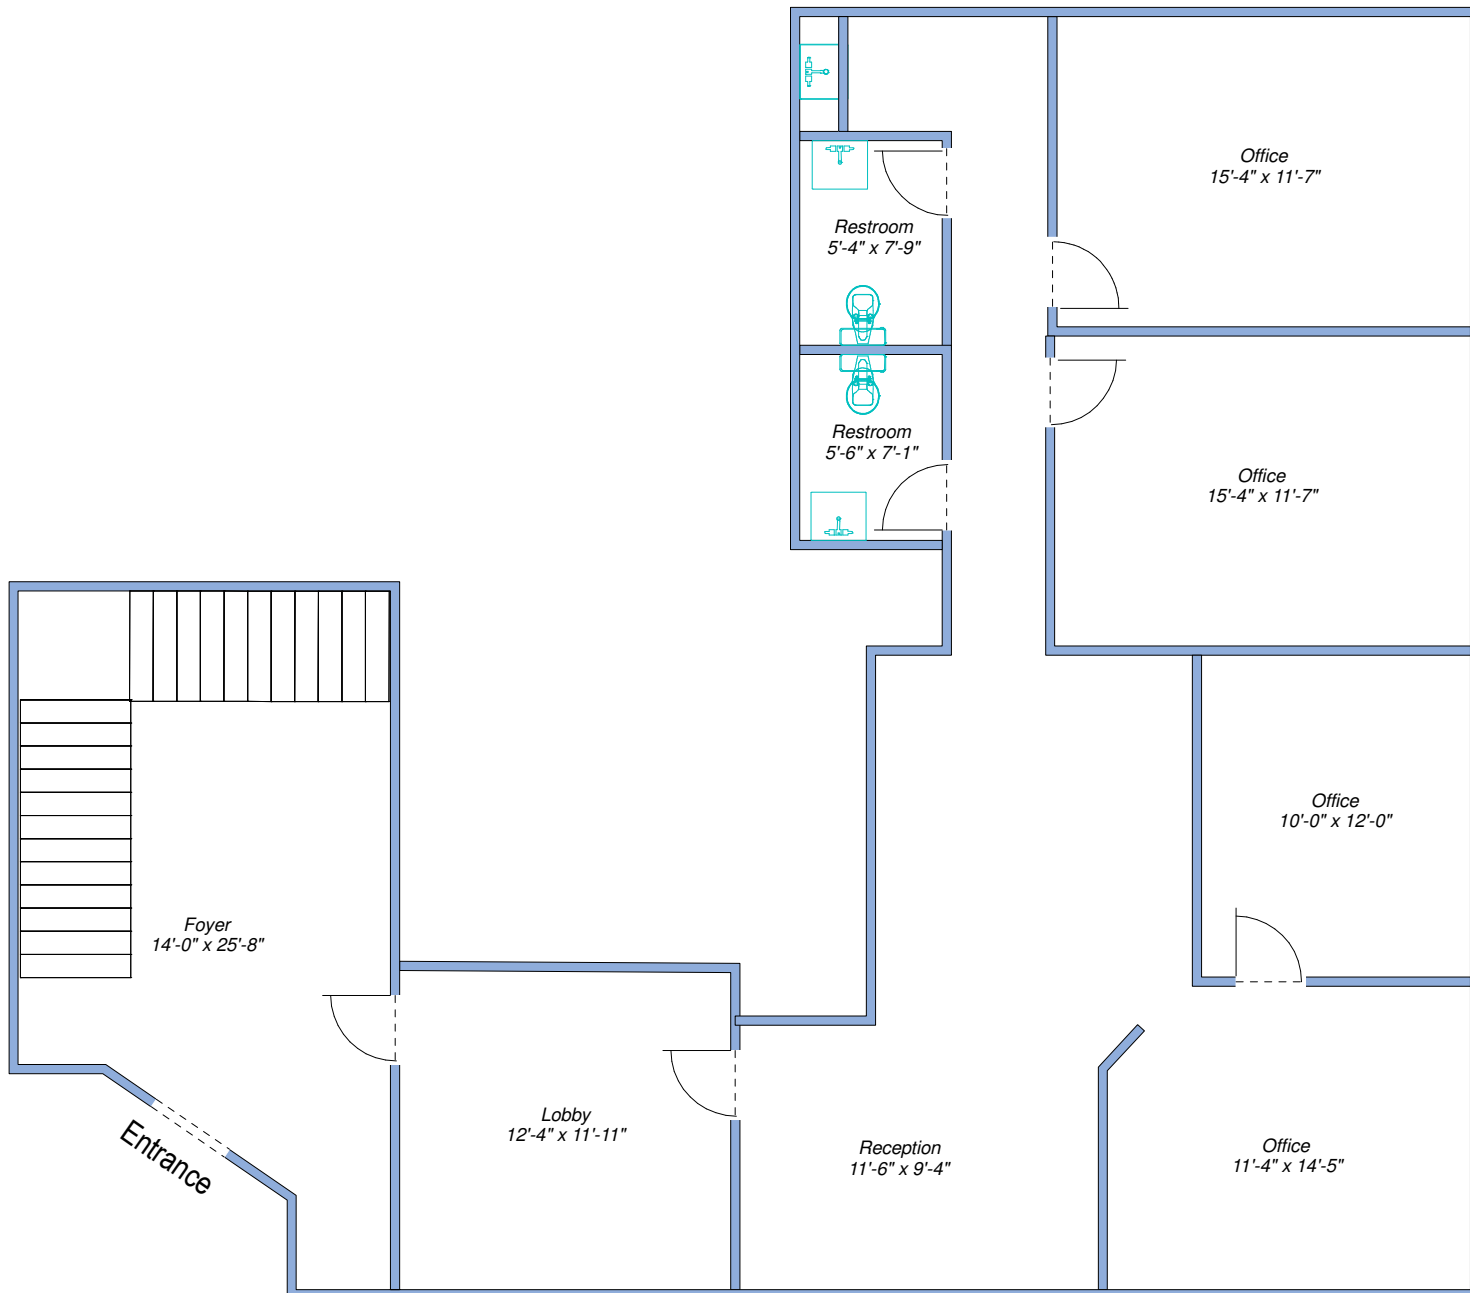 Office
15'-4" x 11'-7"
Restroom
5'-4" x 7'-9"
Restroom
5'-6" x 7'-1"
Office
15'-4" x 11'-7"
Office
10'-0" x 12'-0"
Foyer
14'-0" x 25'-8"
Lobby
12'-4" x 11'-11"
Entrance
Reception
11'-6" x 9'-4"
Office
11'-4" x 14'-5"